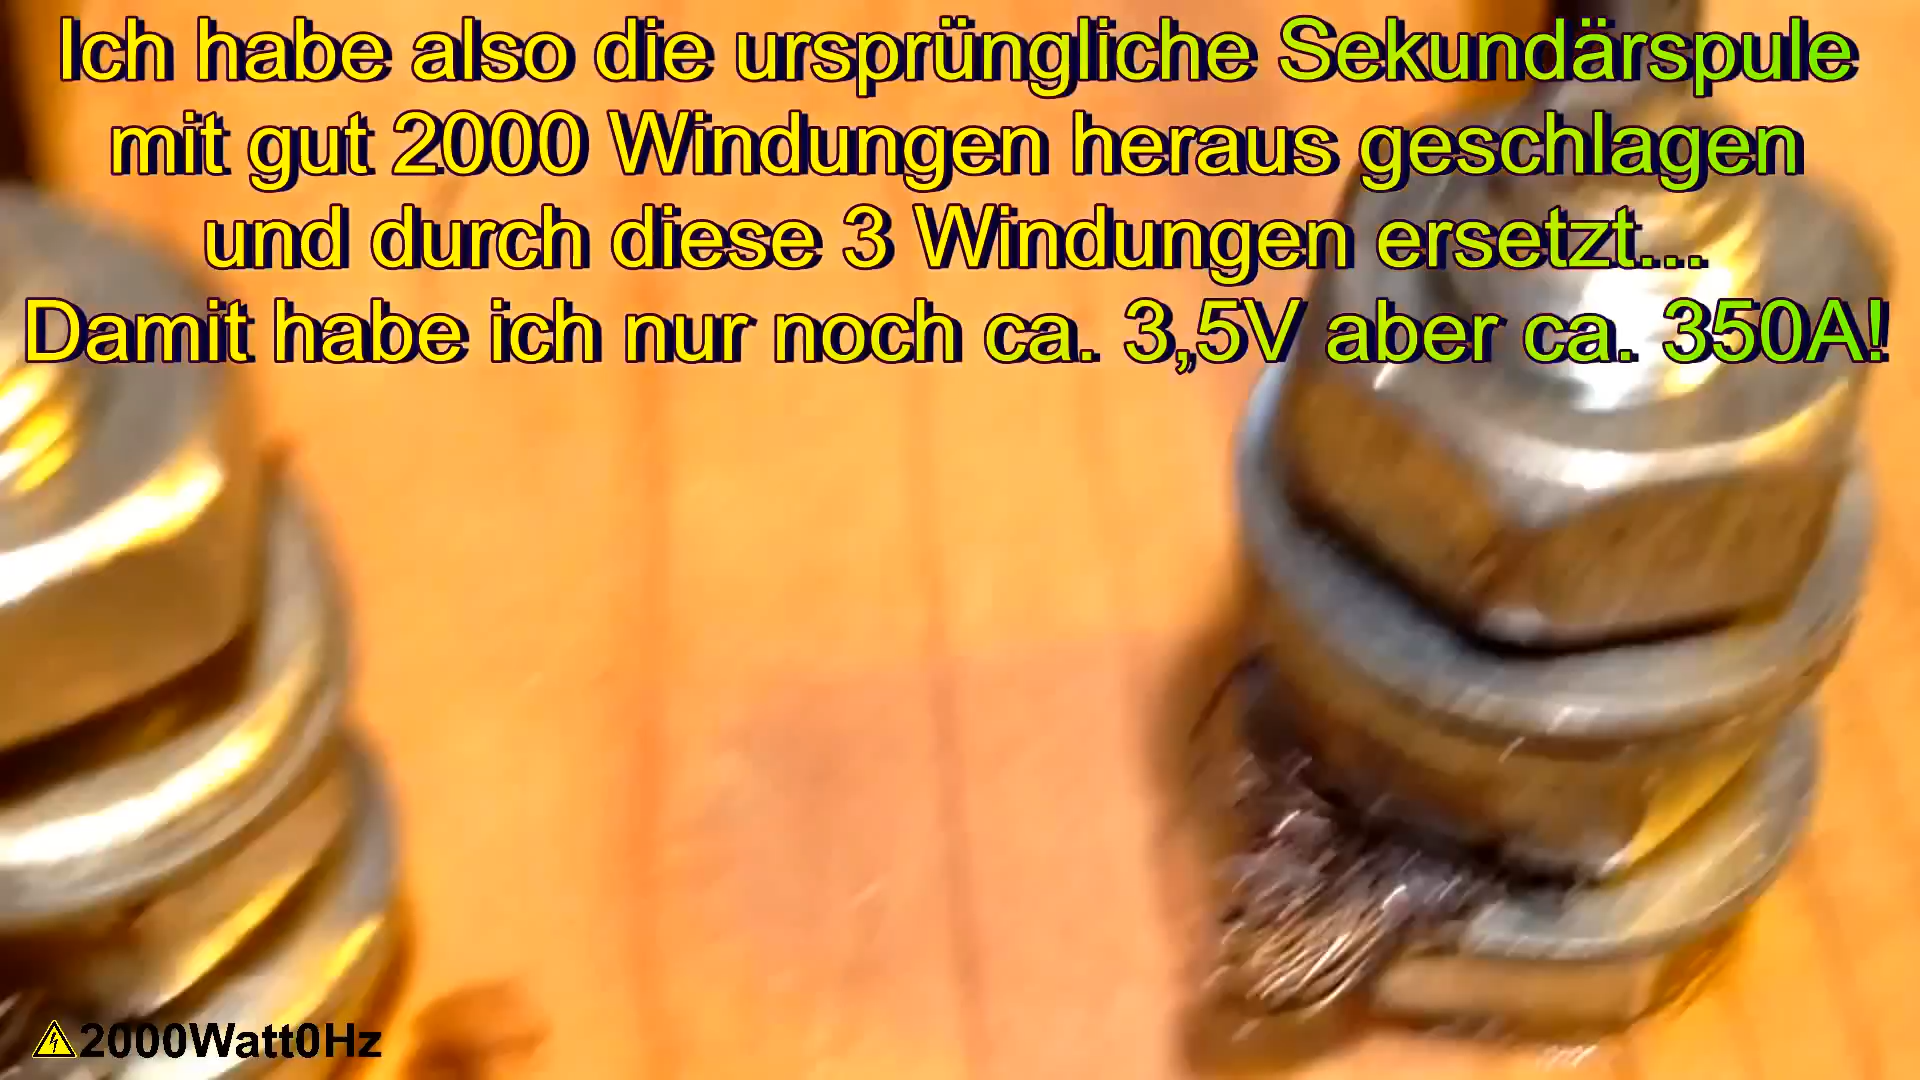 Ich habe also die ursprüngliche Sekundärspule
mit gut 2000 Windungen heraus geschlagen
und durch diese 3 Windungen ersetzt...
Damit habe ich nur noch ca. 3,5V aber ca. 350A!
2000Watt0Hz